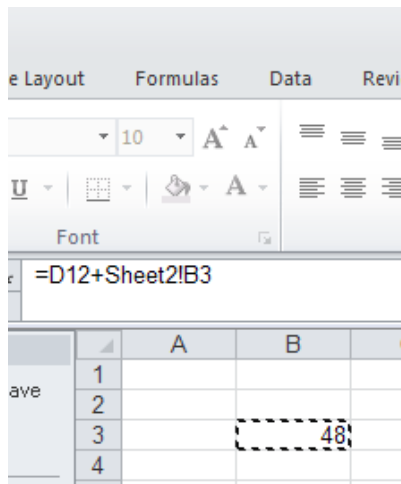 e Layout Formulas Data Revi
10 A A
U A
Font
=D12+Sheet2!B3
A B
1
ave
2
3 48
4